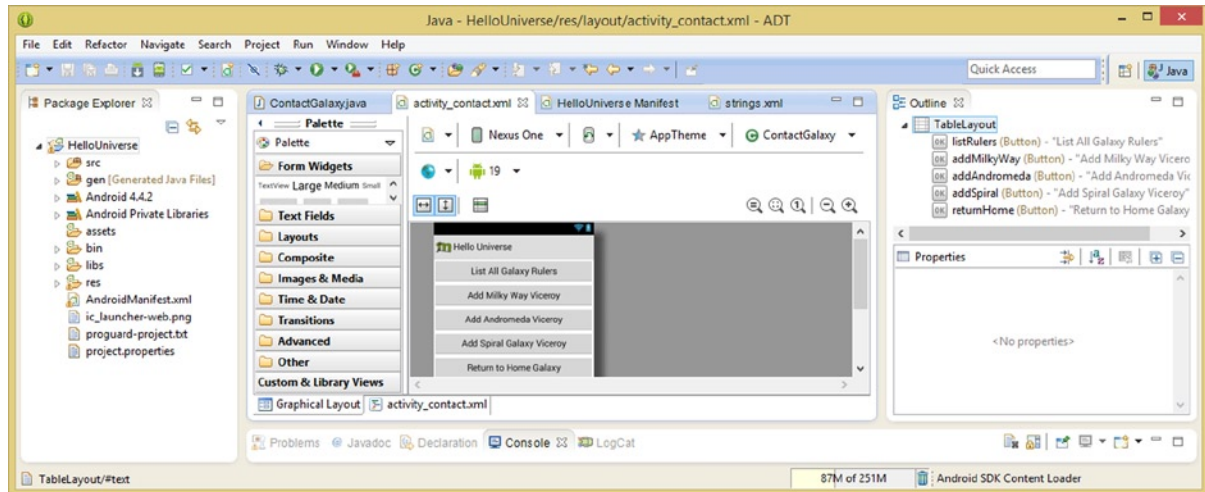 Java - HelloUniverse/res/layout/activity_contact.xml - ADT
File Edit Refactor Navigate Search Project Run Window Help
Quick Access
Java
Package Explorer
HelloUniverse
src
gen [Generated Java Files]
Android 4.4.2
Android Private Libraries
assets
bin
libs
res
AndroidManifest.xml
ic_launcher-web.png
proguard-project.txt
project.properties
ContactGalaxy.java
activity_contact.xml
HelloUniverse Manifest
strings.xml
Palette
Palette
Form Widgets
TextView Large Medium Small
Text Fields
Layouts
Composite
Images & Media
Time & Date
Transitions
Advanced
Other
Custom & Library Views
Nexus One
AppTheme
ContactGalaxy
19
Hello Universe
List All Galaxy Rulers
Add Milky Way Viceroy
Add Andromeda Viceroy
Add Spiral Galaxy Viceroy
Return to Home Galaxy
Graphical Layout
activity_contact.xml
Outline
TableLayout
OK listRulers (Button) - "List All Galaxy Rulers"
OK addMilkyWay (Button) - "Add Milky Way Vicero
OK addAndromeda (Button) - "Add Andromeda Vic
OK addSpiral (Button) - "Add Spiral Galaxy Viceroy"
OK returnHome (Button) - "Return to Home Galaxy
Properties
<No properties>
Problems @ Javadoc Declaration Console LogCat
TableLayout/#text
87M of 251M
Android SDK Content Loader